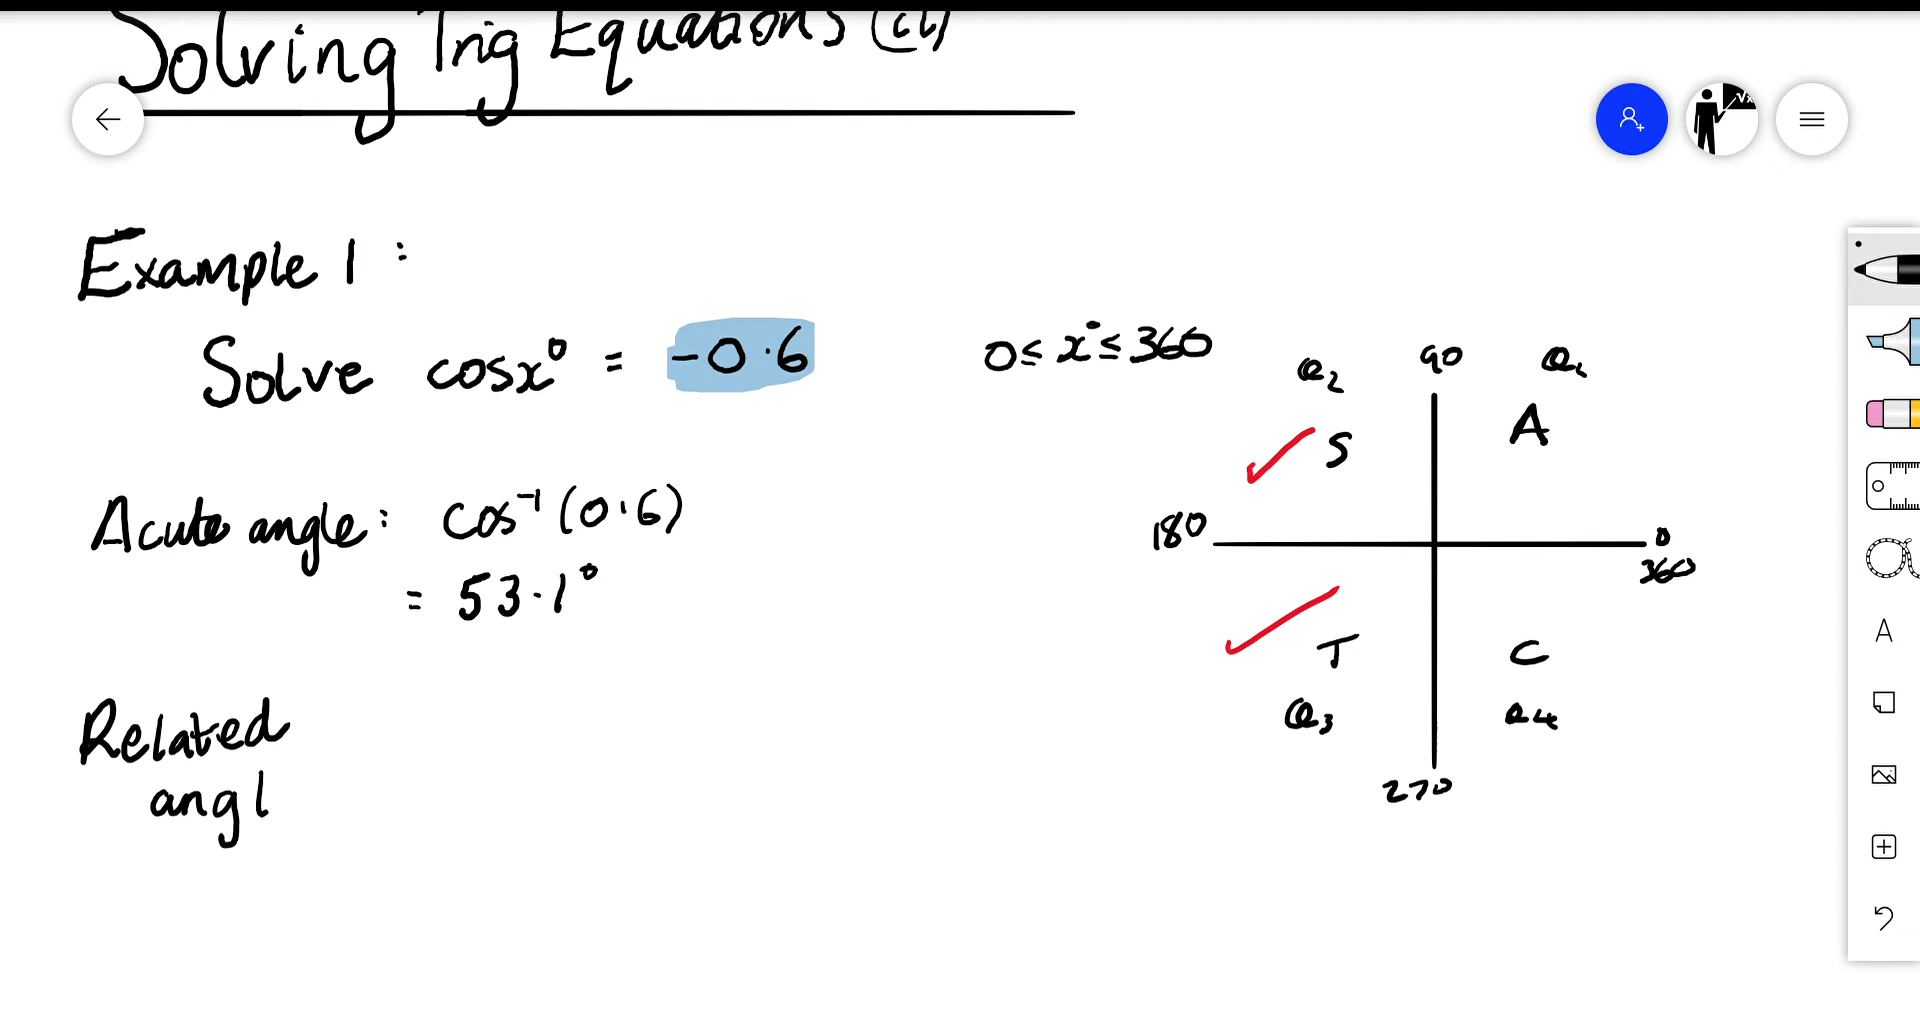 Solving Trig Equations
Example 1:
Solve cosx° = -0.6
0 ≤ x° ≤ 360
Acute angle: cos⁻¹(0.6)
= 53.1°
Related
angl
Q2 90 Q1
S A
180 0
360
T C
Q3 Q4
270
√x
A